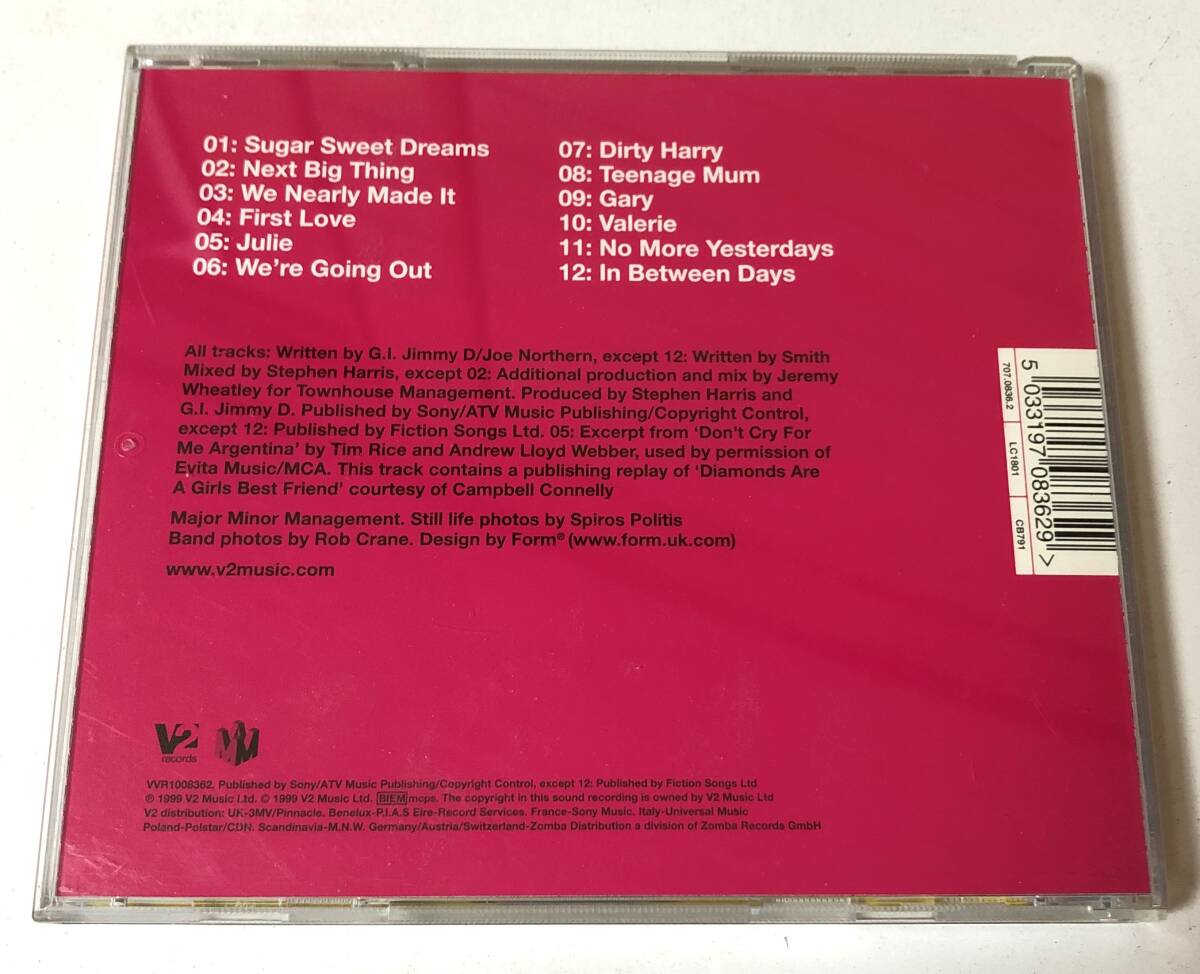 01: Sugar Sweet Dreams
02: Next Big Thing
03: We Nearly Made It
04: First Love
05: Julie
06: We're Going Out
07: Dirty Harry
08: Teenage Mum
09: Gary
10: Valerie
11: No More Yesterdays
12: In Between Days
All tracks: Written by G.I. Jimmy D/Joe Northern, except 12: Written by Smith
Mixed by Stephen Harris, except 02: Additional production and mix by Jeremy
Wheatley for Townhouse Management. Produced by Stephen Harris and
G.I. Jimmy D. Published by Sony/ATV Music Publishing/Copyright Control,
except 12: Published by Fiction Songs Ltd. 05: Excerpt from ‘Don't Cry For
Me Argentina’ by Tim Rice and Andrew Lloyd Webber, used by permission of
Evita Music/MCA. This track contains a publishing replay of ‘Diamonds Are
A Girls Best Friend’ courtesy of Campbell Connelly
Major Minor Management. Still life photos by Spiros Politis
Band photos by Rob Crane. Design by Form® (www.form.uk.com)
www.v2music.com
707.0836.2
LC1801
CB791
5 033197 083629 >
V2
records
MM
VVR1008362. Published by Sony/ATV Music Publishing/Copyright Control, except 12: Published by Fiction Songs Ltd
℗ 1999 V2 Music Ltd. © 1999 V2 Music Ltd. BIEM mcps. The copyright in this sound recording is owned by V2 Music Ltd
V2 distribution: UK-3MV/Pinnacle. Benelux-P.I.A.S Eire-Record Services. France-Sony Music. Italy-Universal Music
Poland-Polstar/CDN. Scandinavia-M.N.W. Germany/Austria/Switzerland-Zomba Distribution a division of Zomba Records GmbH